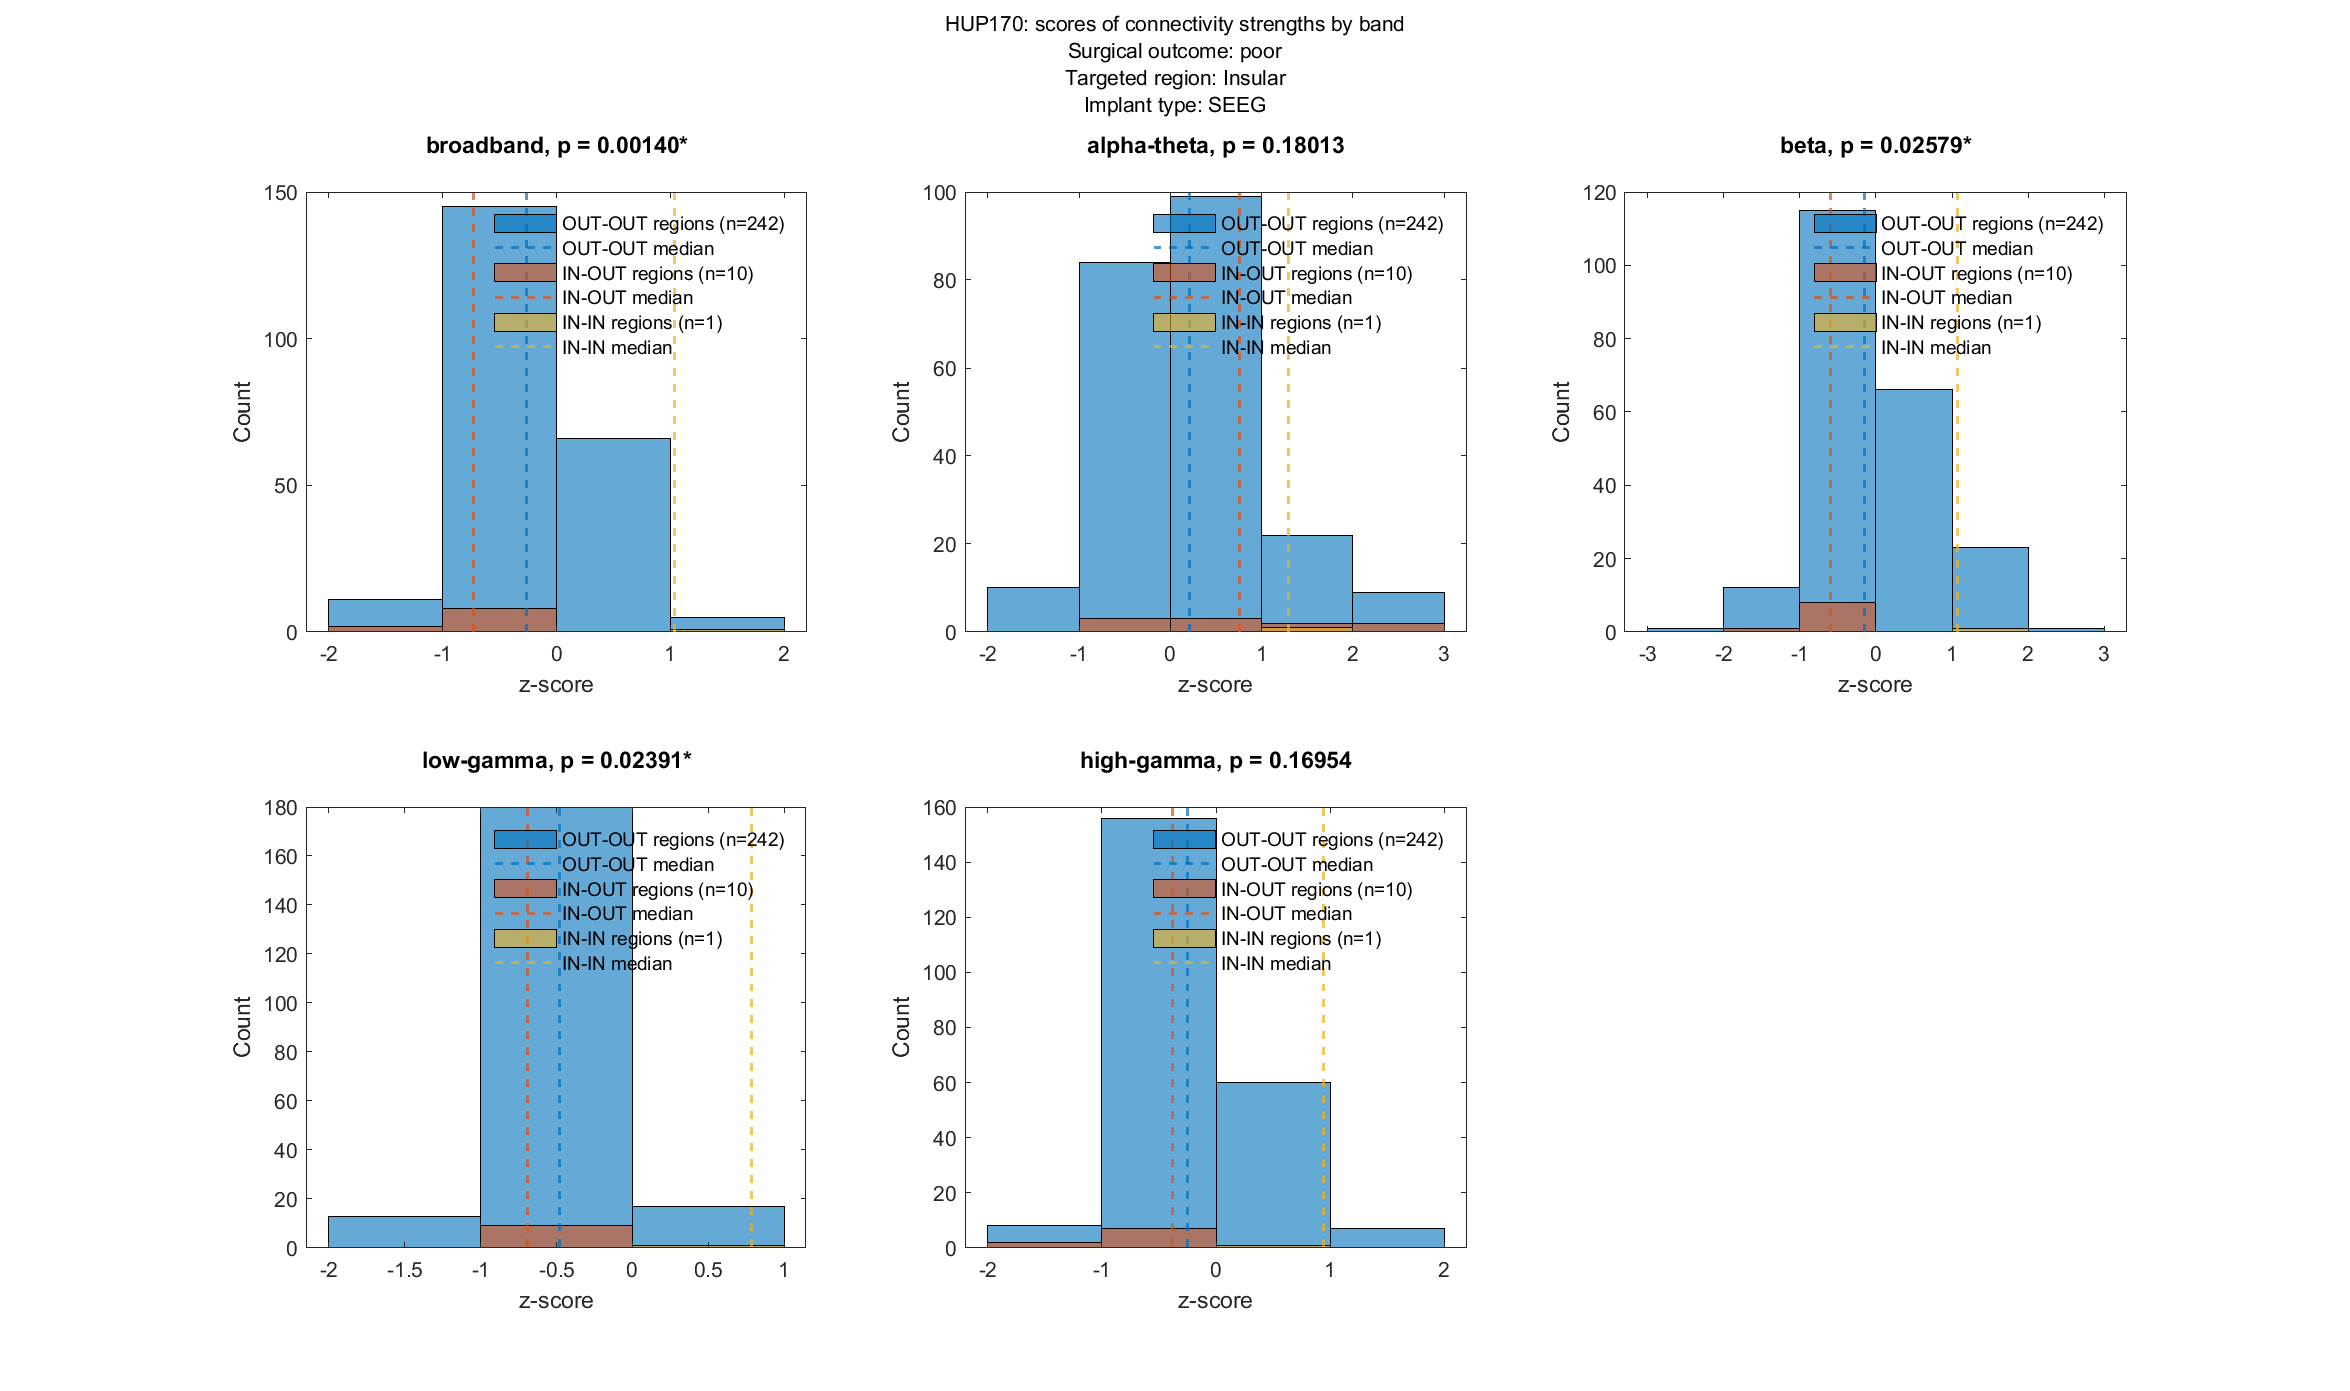 HUP170: scores of connectivity strengths by band
Surgical outcome: poor
Targeted region: Insular
Implant type: SEEG
broadband, p = 0.00140*
150
100
50
0
Count
OUT-OUT regions (n=242)
OUT-OUT median
IN-OUT regions (n=10)
IN-OUT median
IN-IN regions (n=1)
IN-IN median
-2 -1 0 1 2
z-score
alpha-theta, p = 0.18013
100
80
60
40
20
0
Count
OUT-OUT regions (n=242)
OUT-OUT median
IN-OUT regions (n=10)
IN-OUT median
IN-IN regions (n=1)
IN-IN median
-2 -1 0 1 2 3
z-score
beta, p = 0.02579*
120
100
80
60
40
20
0
Count
OUT-OUT regions (n=242)
OUT-OUT median
IN-OUT regions (n=10)
IN-OUT median
IN-IN regions (n=1)
IN-IN median
-3 -2 -1 0 1 2 3
z-score
low-gamma, p = 0.02391*
180
160
140
120
100
80
60
40
20
0
Count
OUT-OUT regions (n=242)
OUT-OUT median
IN-OUT regions (n=10)
IN-OUT median
IN-IN regions (n=1)
IN-IN median
-2 -1.5 -1 -0.5 0 0.5 1
z-score
high-gamma, p = 0.16954
160
140
120
100
80
60
40
20
0
Count
OUT-OUT regions (n=242)
OUT-OUT median
IN-OUT regions (n=10)
IN-OUT median
IN-IN regions (n=1)
IN-IN median
-2 -1 0 1 2
z-score